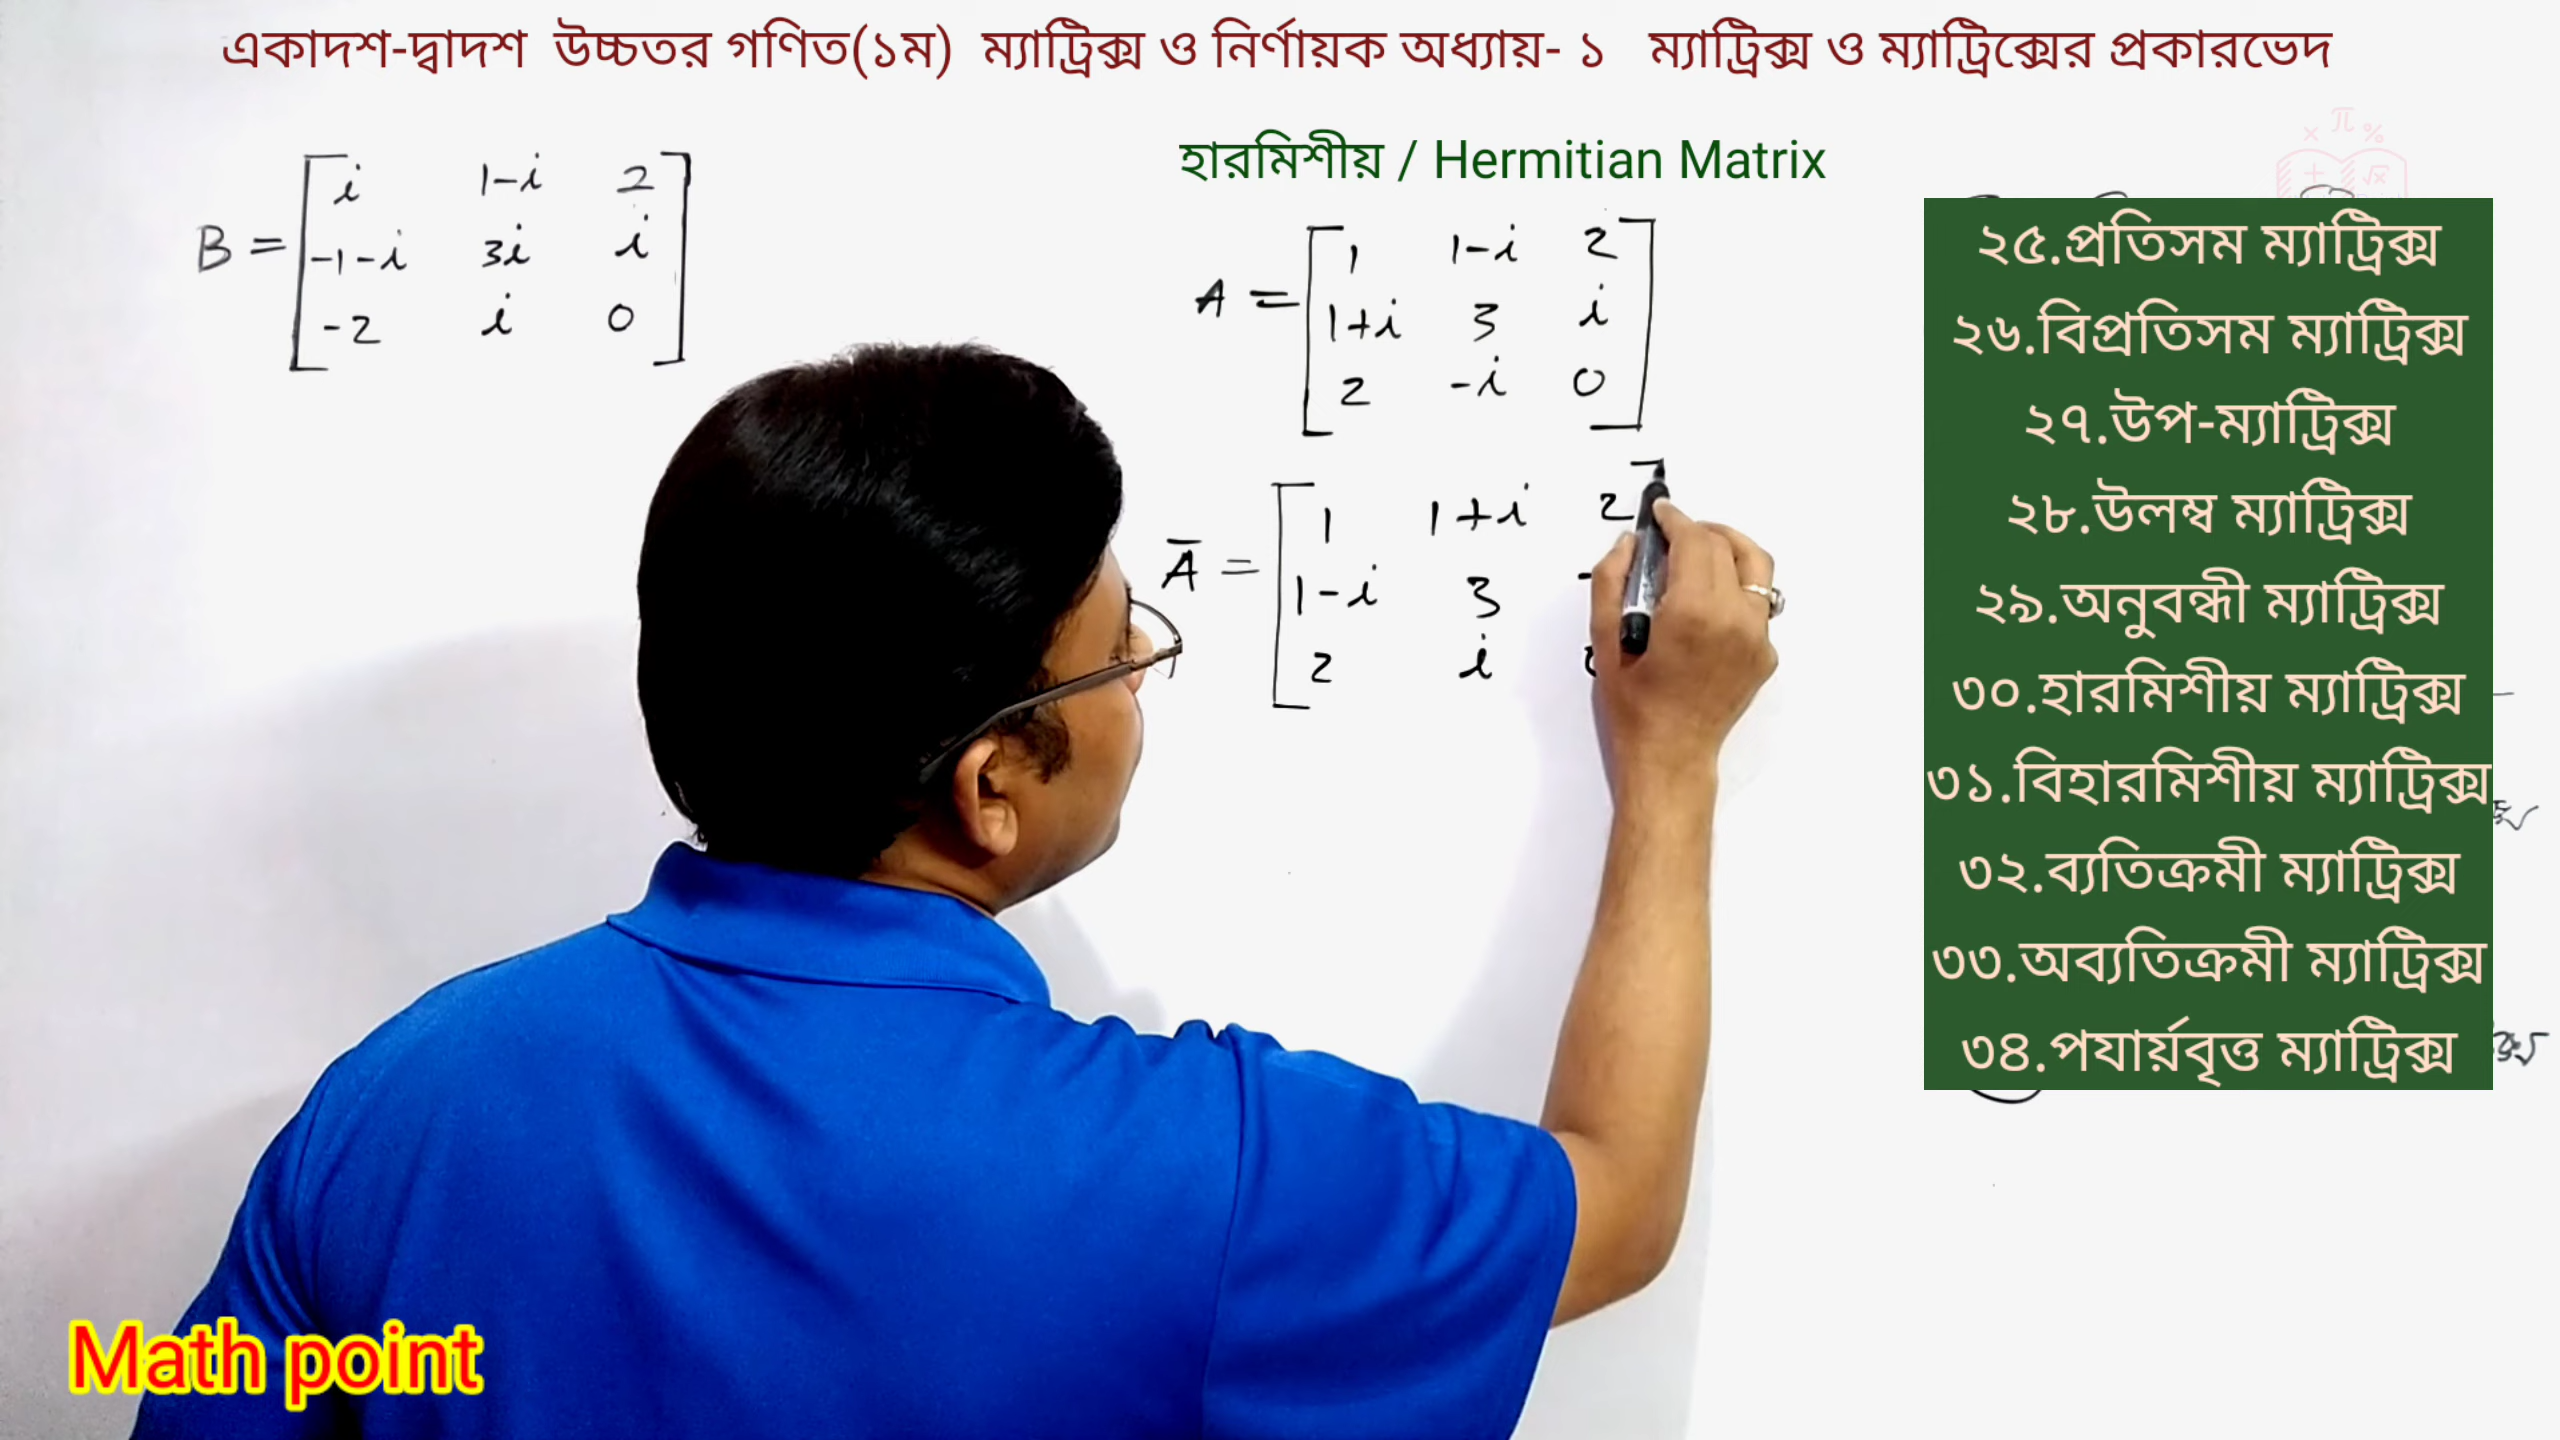 একাদশ-দ্বাদশ উচ্চতর গণিত(১ম) ম্যাট্রিক্স ও নির্ণায়ক অধ্যায়- ১ ম্যাট্রিক্স ও ম্যাট্রিক্সের প্রকারভেদ
হারমিশীয় / Hermitian Matrix
B = [ i 1-i 2
-1-i 3i i
-2 i 0 ]
A = [ 1 1-i 2
1+i 3 i
2 -i 0 ]
Ā = [ 1 1+i 2
1-i 3
2 i
২৫.প্রতিসম ম্যাট্রিক্স
২৬.বিপ্রতিসম ম্যাট্রিক্স
২৭.উপ-ম্যাট্রিক্স
২৮.উলম্ব ম্যাট্রিক্স
২৯.অনুবন্ধী ম্যাট্রিক্স
৩০.হারমিশীয় ম্যাট্রিক্স
৩১.বিহারমিশীয় ম্যাট্রিক্স
৩২.ব্যতিক্রমী ম্যাট্রিক্স
৩৩.অব্যতিক্রমী ম্যাট্রিক্স
৩৪.পযার্য়বৃত্ত ম্যাট্রিক্স
Math point